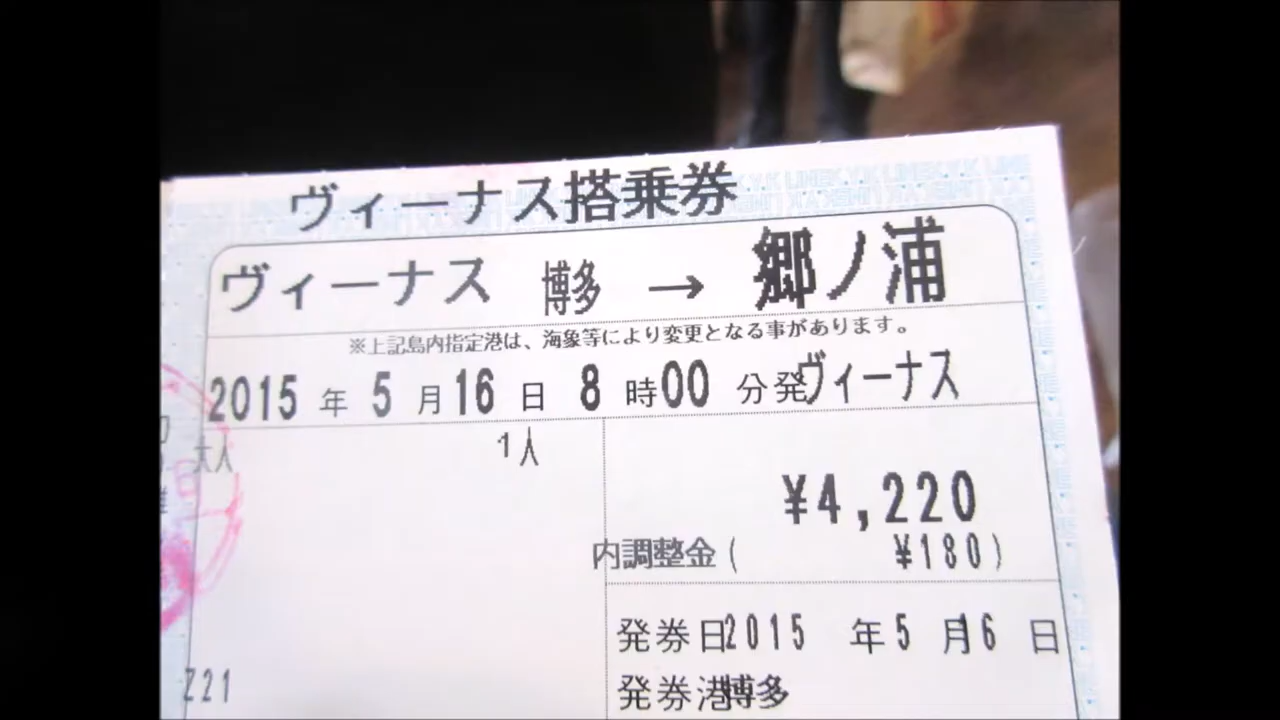 ヴィーナス搭乗券
ヴィーナス 博多 → 郷ノ浦
※上記島内指定港は、海象等により変更となる事があります。
2015 年 5 月 16 日 8 時 00 分発 ヴィーナス
大人 1人
¥4,220
内調整金( ¥180)
発券日 2015 年 5 月16 日
Z21
発券港 博多